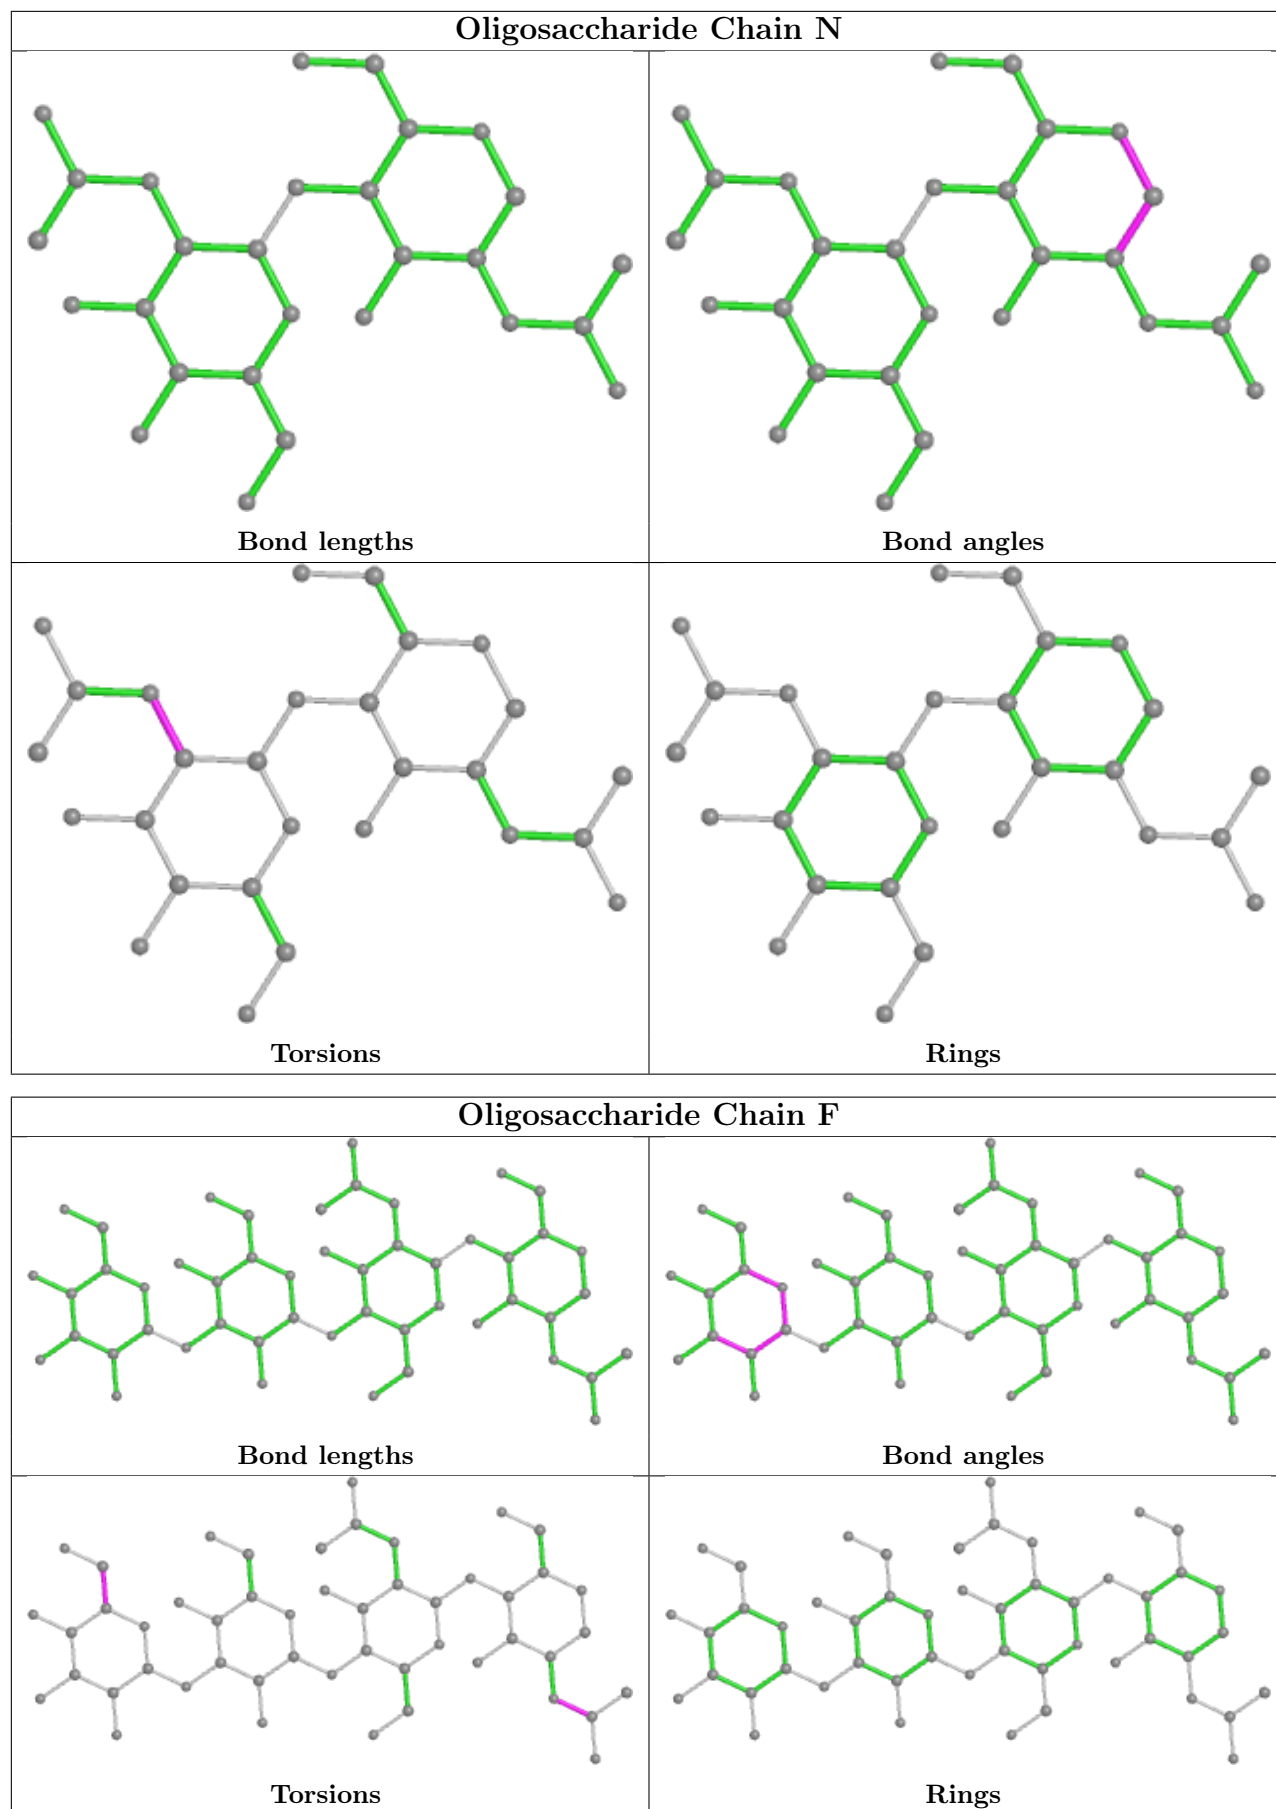 Oligosaccharide Chain N
Bond lengths
Bond angles
Torsions
Rings
Oligosaccharide Chain F
Bond lengths
Bond angles
Torsions
Rings